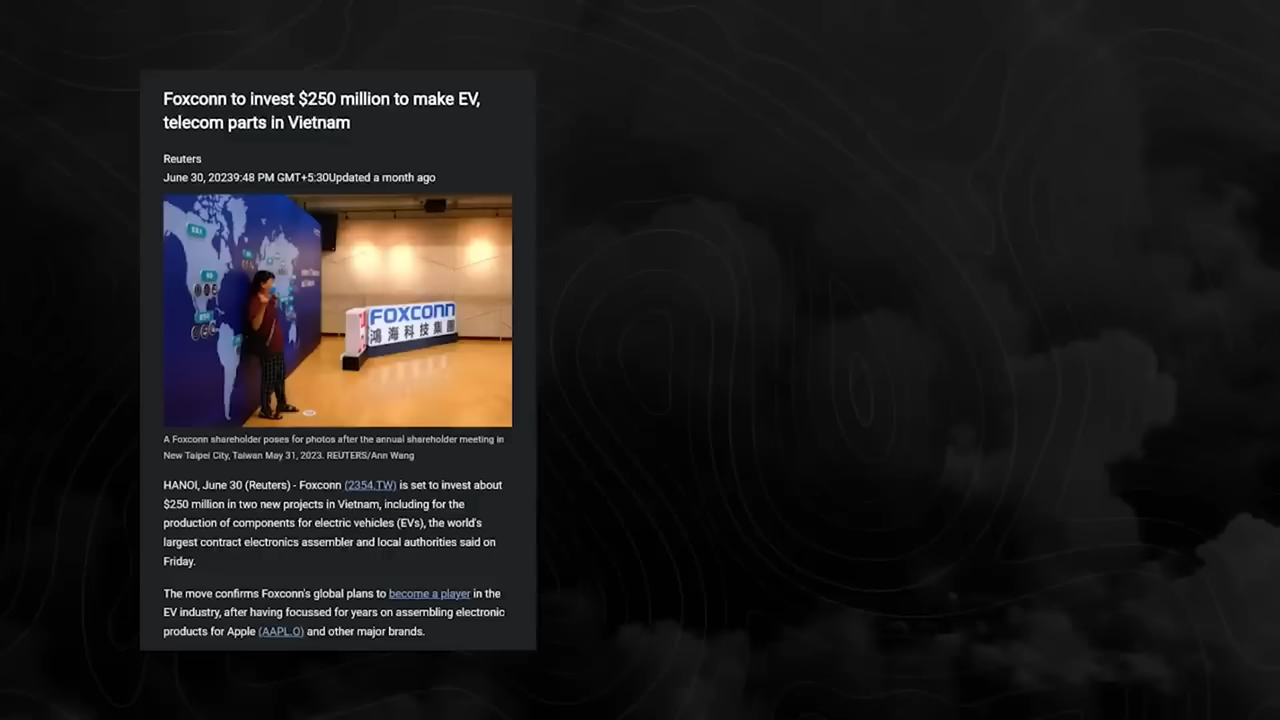 Foxconn to invest $250 million to make EV,
telecom parts in Vietnam
Reuters
June 30, 20239:48 PM GMT+5:30Updated a month ago
FOXCONN
鴻海科技集團
A Foxconn shareholder poses for photos after the annual shareholder meeting in
New Taipei City, Taiwan May 31, 2023. REUTERS/Ann Wang
HANOI, June 30 (Reuters) - Foxconn (2354.TW) is set to invest about
$250 million in two new projects in Vietnam, including for the
production of components for electric vehicles (EVs), the world's
largest contract electronics assembler and local authorities said on
Friday.
The move confirms Foxconn's global plans to become a player in the
EV industry, after having focussed for years on assembling electronic
products for Apple (AAPL.O) and other major brands.